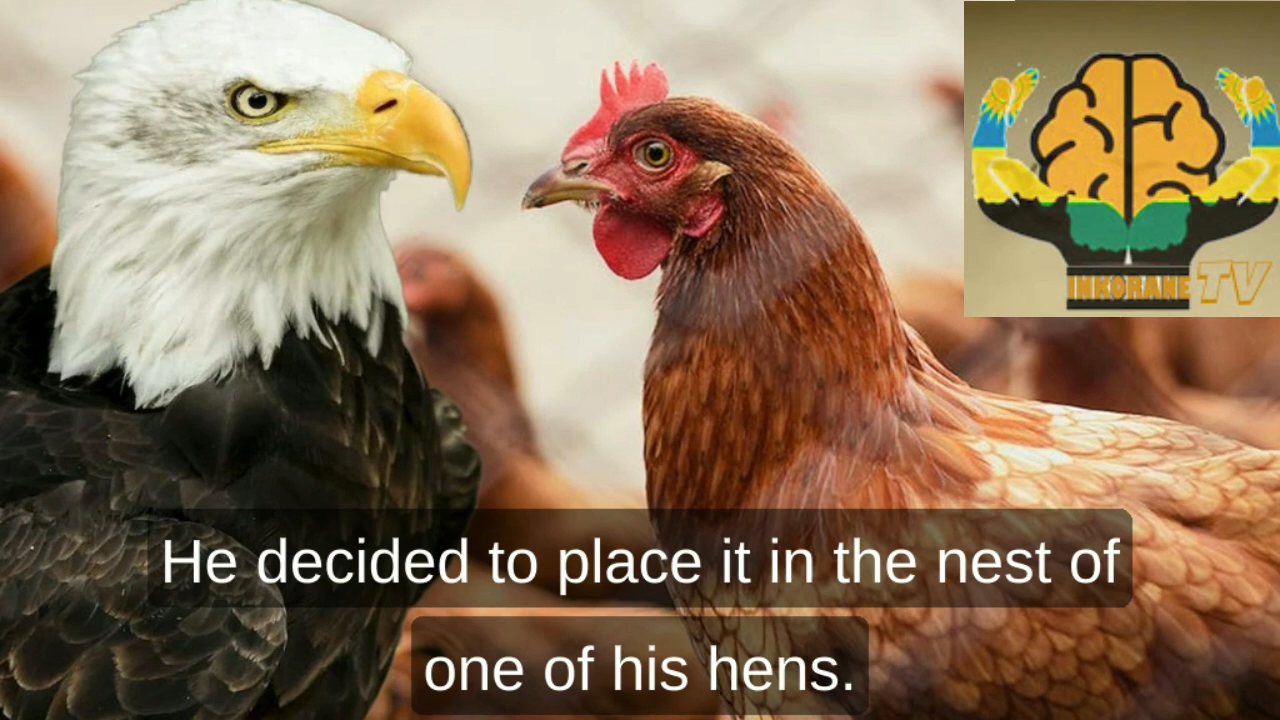 INKORANE TV
He decided to place it in the nest of
one of his hens.